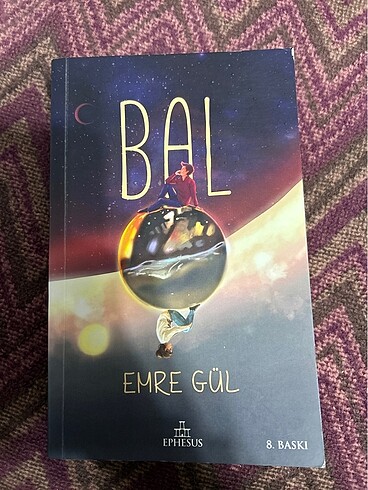 BAL
EMRE GÜL
EPHESUS
8. BASKI